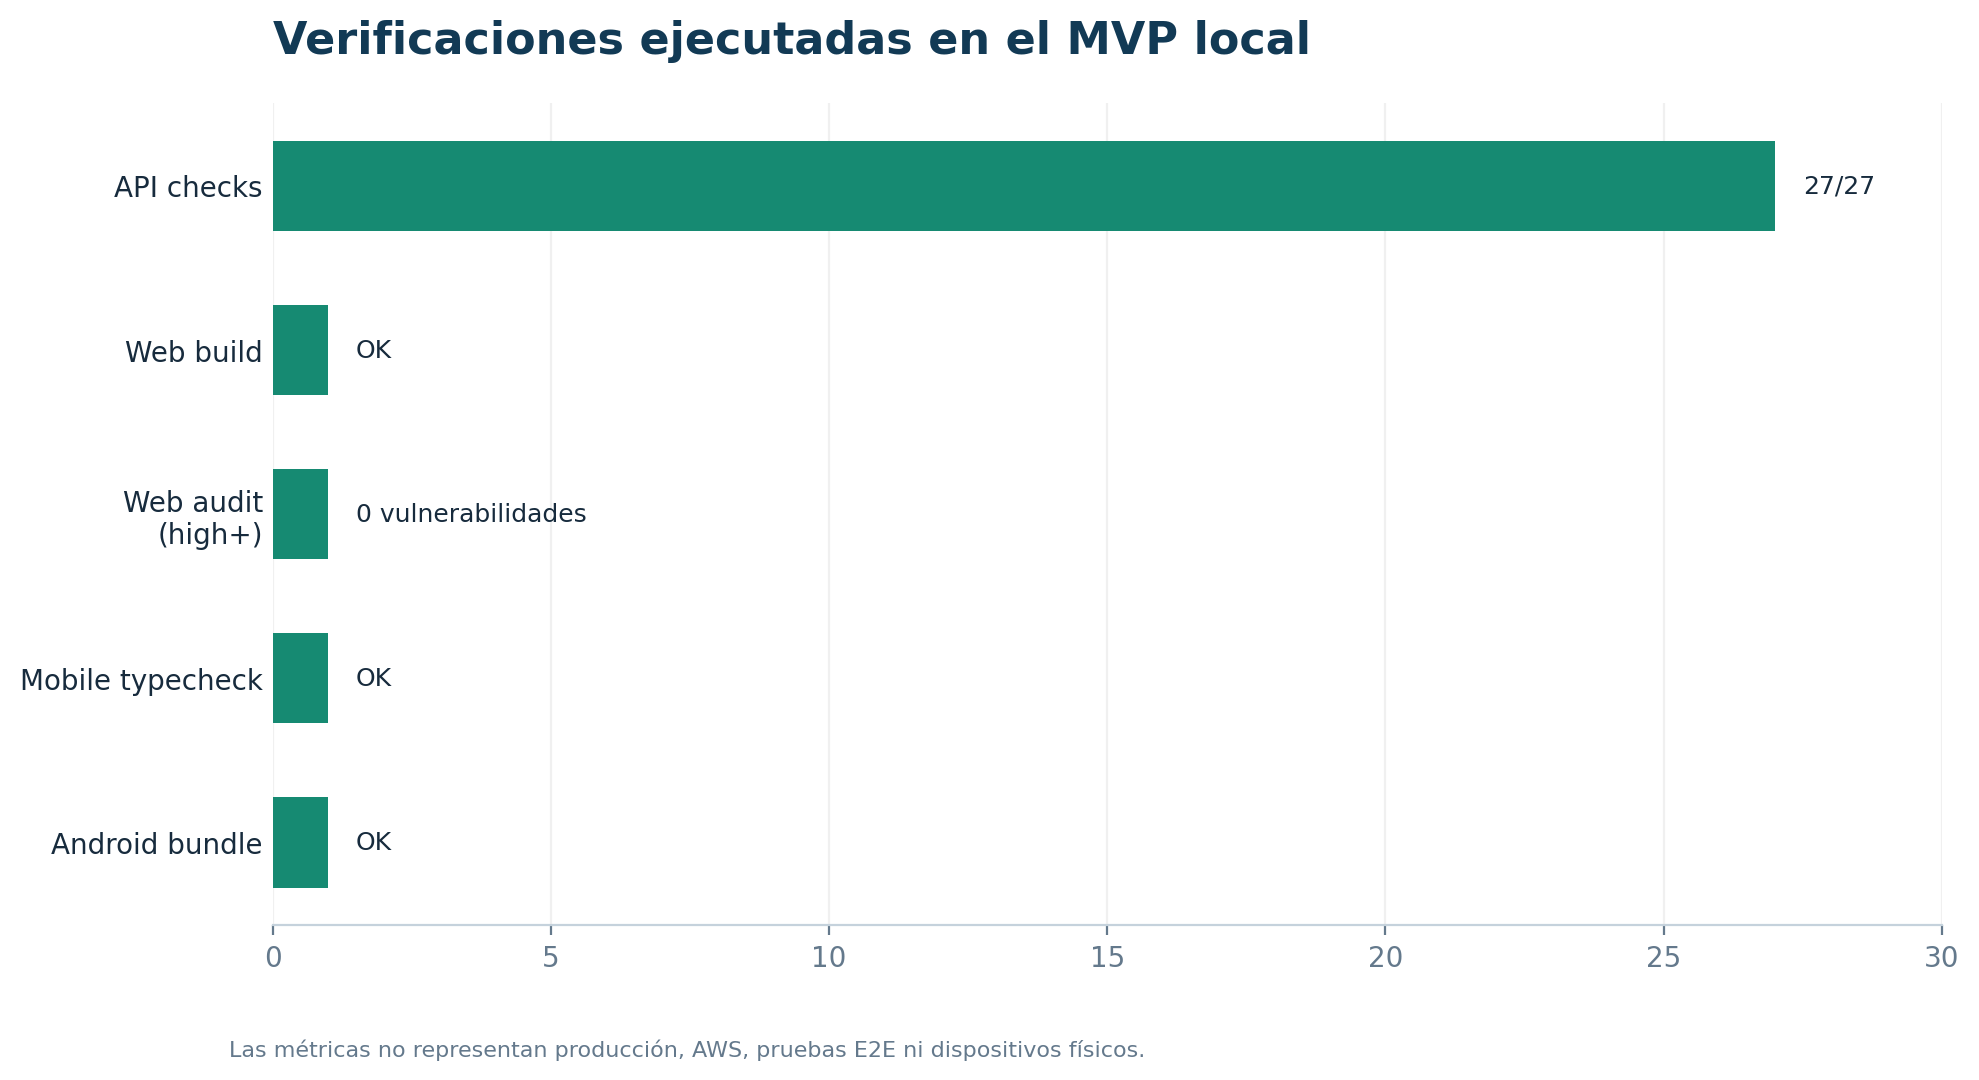 Verificaciones ejecutadas en el MVP local
API checks
27/27
Web build
OK
Web audit
(high+)
0 vulnerabilidades
Mobile typecheck
OK
Android bundle
OK
0 5 10 15 20 25 30
Las métricas no representan producción, AWS, pruebas E2E ni dispositivos físicos.